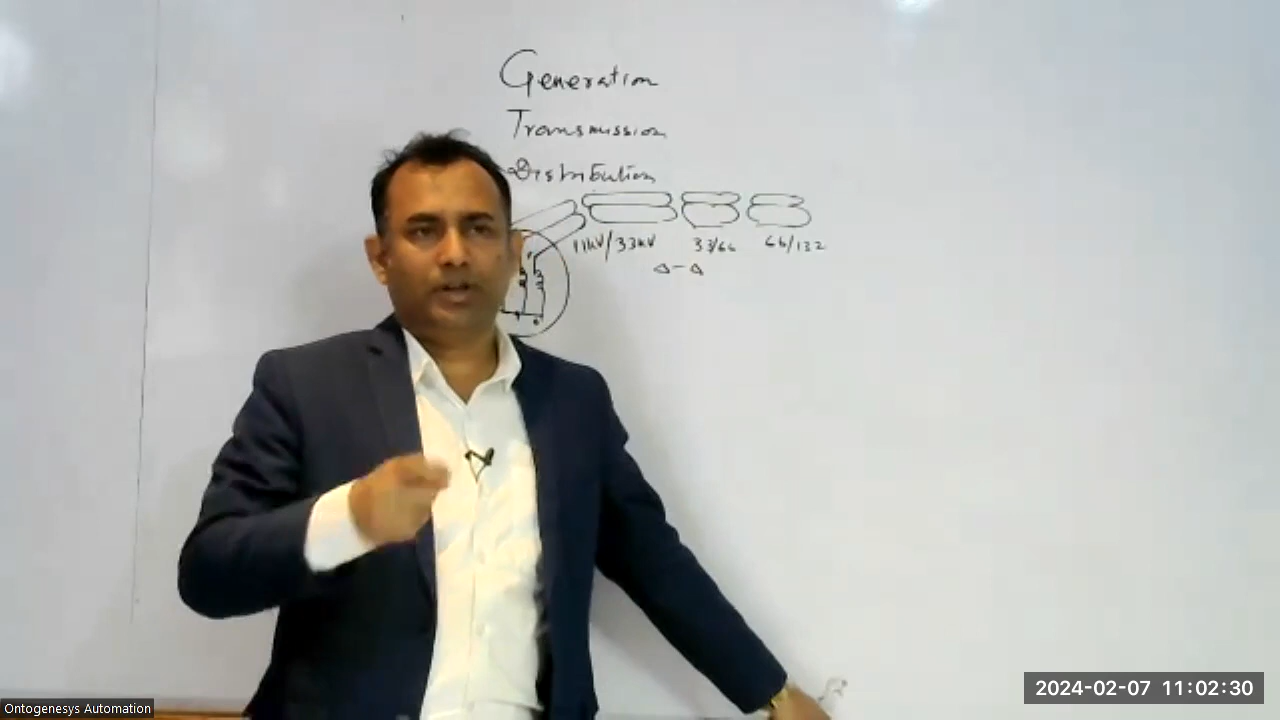 Generation
Transmission
Distribution
11kV/33kV 33/66 66/132
Δ-Δ
Ontogenesys Automation
2024-02-07 11:02:30